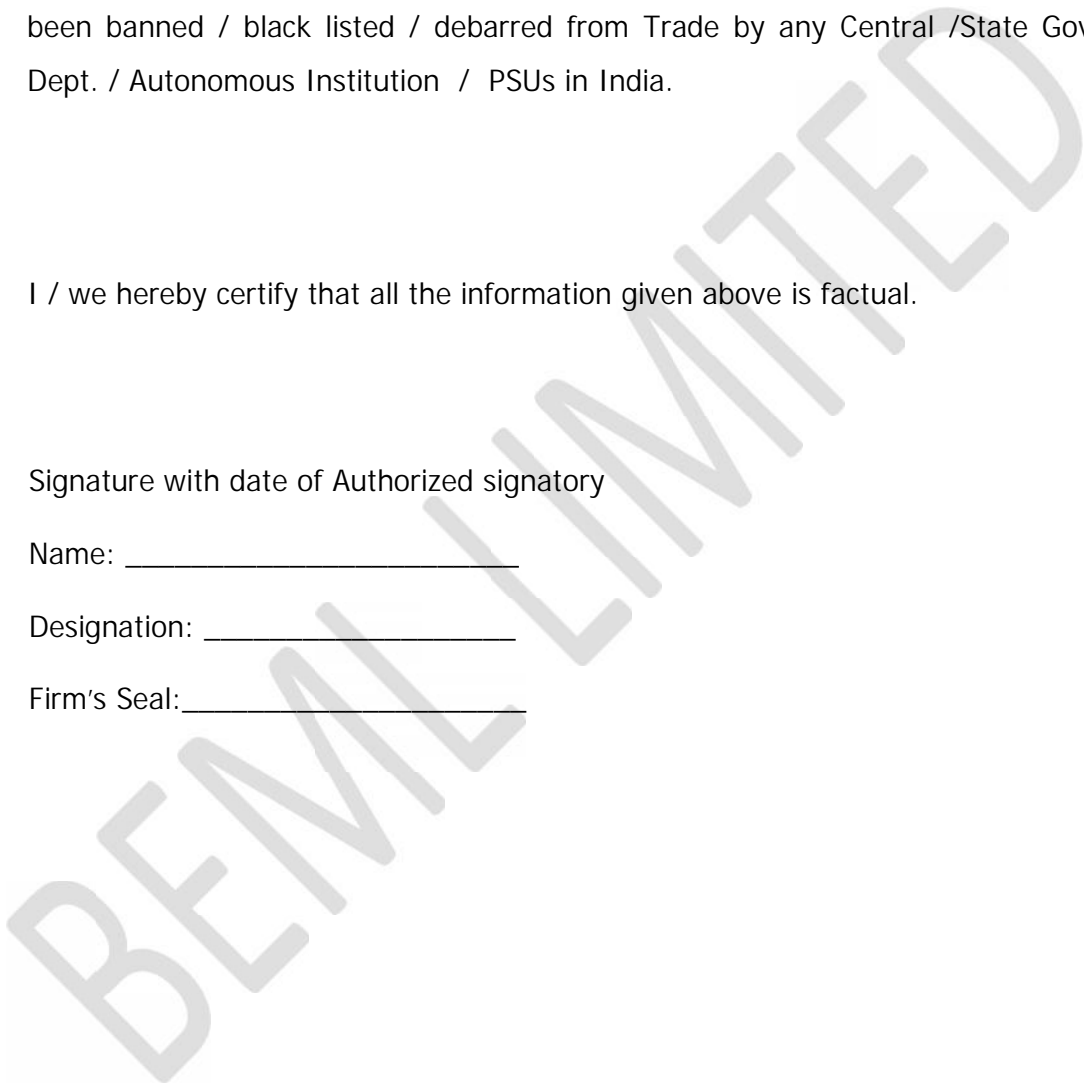 been banned / black listed / debarred from Trade by any Central /State
Dept. / Autonomous Institution / PSUs in India.
I / we hereby certify that all the information given above is factual.
Signature with date of Authorized signatory
Name: ________________________
Designation: ___________________
Firm's Seal:_____________________
BEML LIMITED